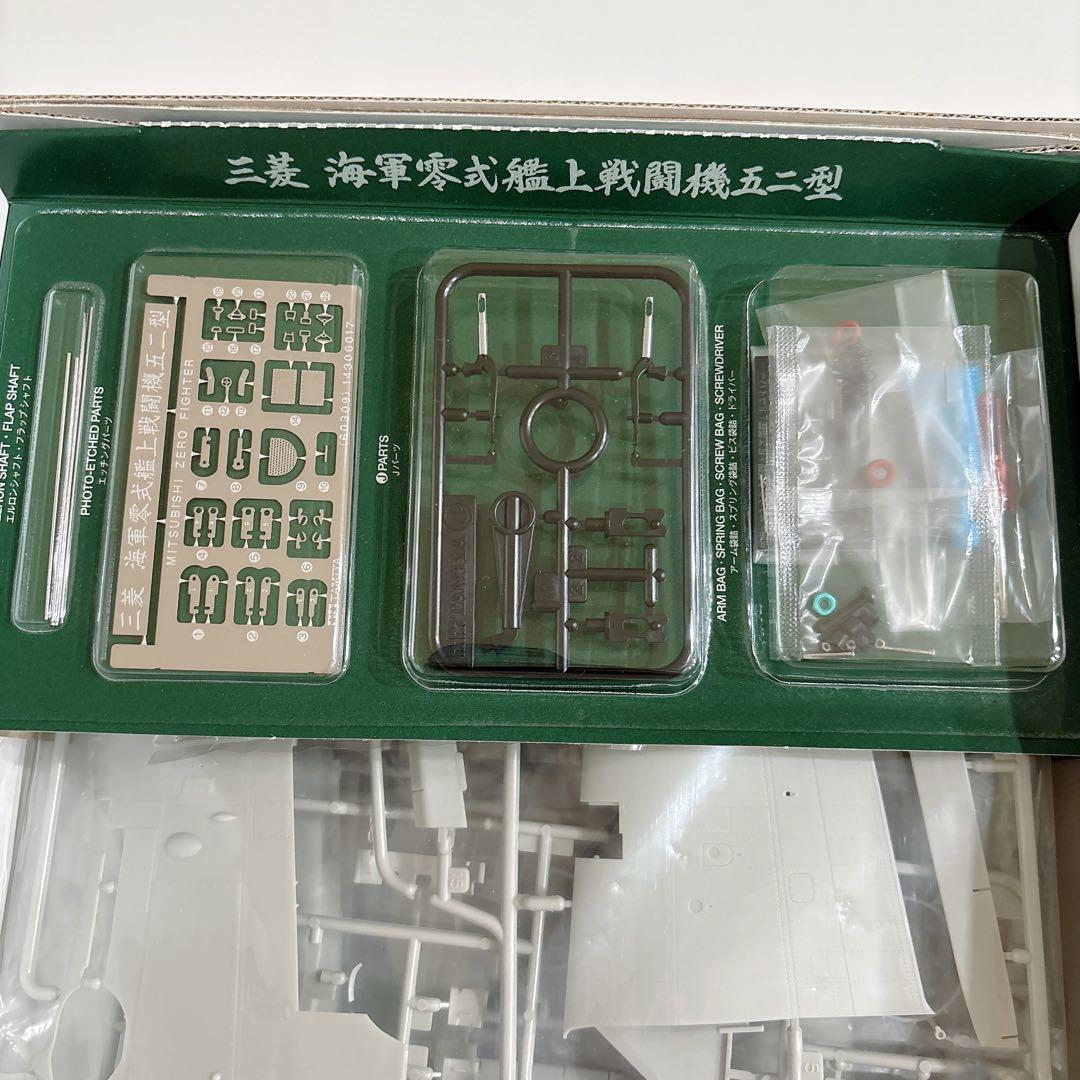 三菱 海軍零式艦上戦闘機五二型
FLAP SHAFT
エルロンシャフト・フラップシャフト
PHOTO-ETCHED PARTS
エッチングパーツ
三菱 海軍零式艦上戦闘機五二型
MITSUBISHI ZERO FIGHTER
(60309) 14306017
TAMIYA
J PARTS
Jパーツ
TAMIYA
ARM BAG・SPRING BAG・SCREW BAG・SCREWDRIVER
アーム袋詰・スプリング袋詰・ビス袋詰・ドライバー